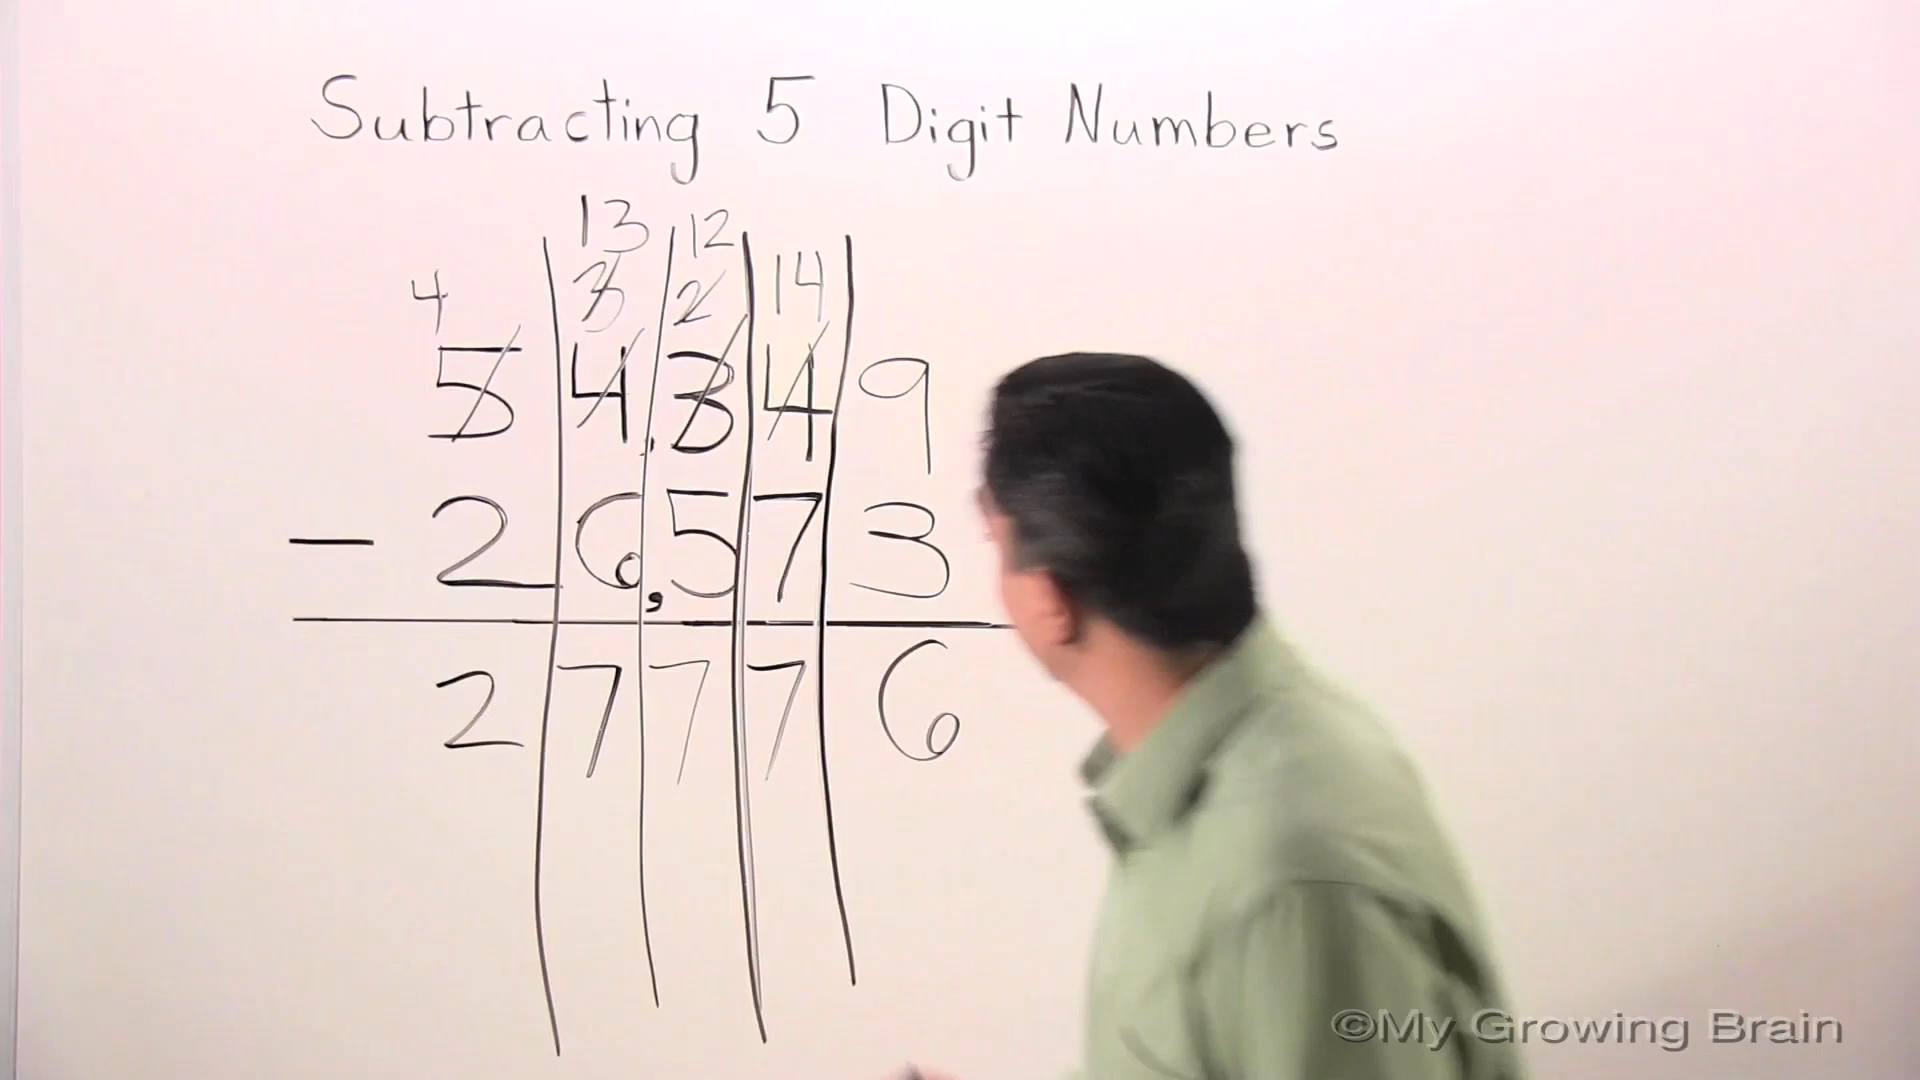 Subtracting 5 Digit Numbers
13 12
4 3 2 14
54,349
- 26,573
27776
©My Growing Brain